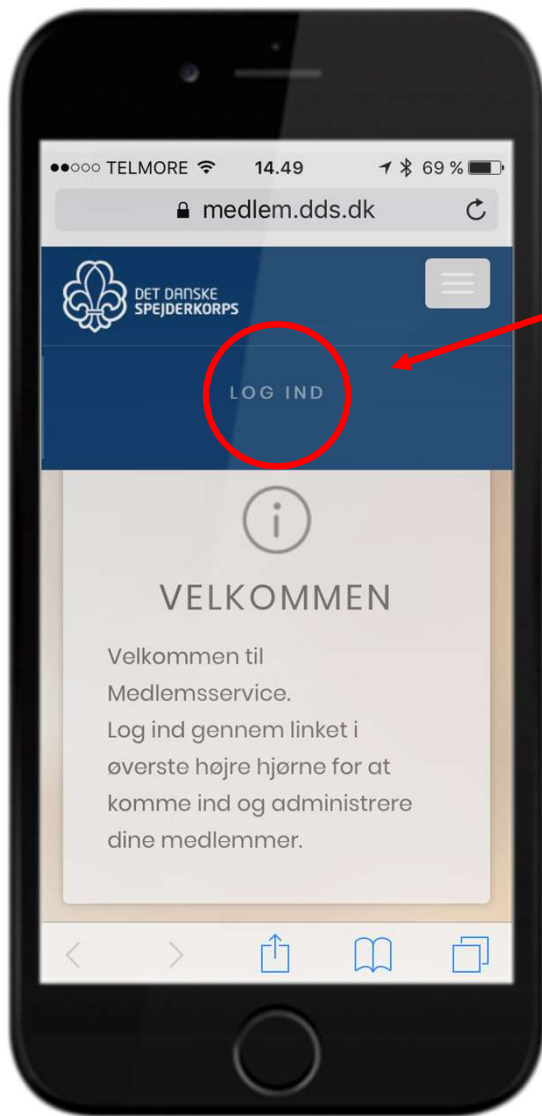 ●●○○○ TELMORE 14.49 69 %
medlem.dds.dk
DET DANSKE
SPEJDERKORPS
LOG IND
i
VELKOMMEN
Velkommen til
Medlemsservice.
Log ind gennem linket i
øverste højre hjørne for at
komme ind og administrere
dine medlemmer.